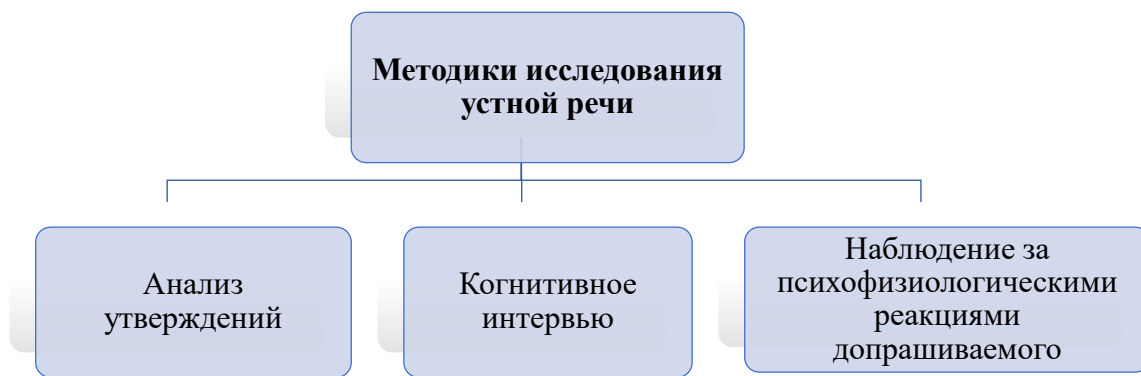 Методики исследования
устной речи
Анализ
утверждений
Когнитивное
интервью
Наблюдение за
психофизиологическими
реакциями
допрашиваемого